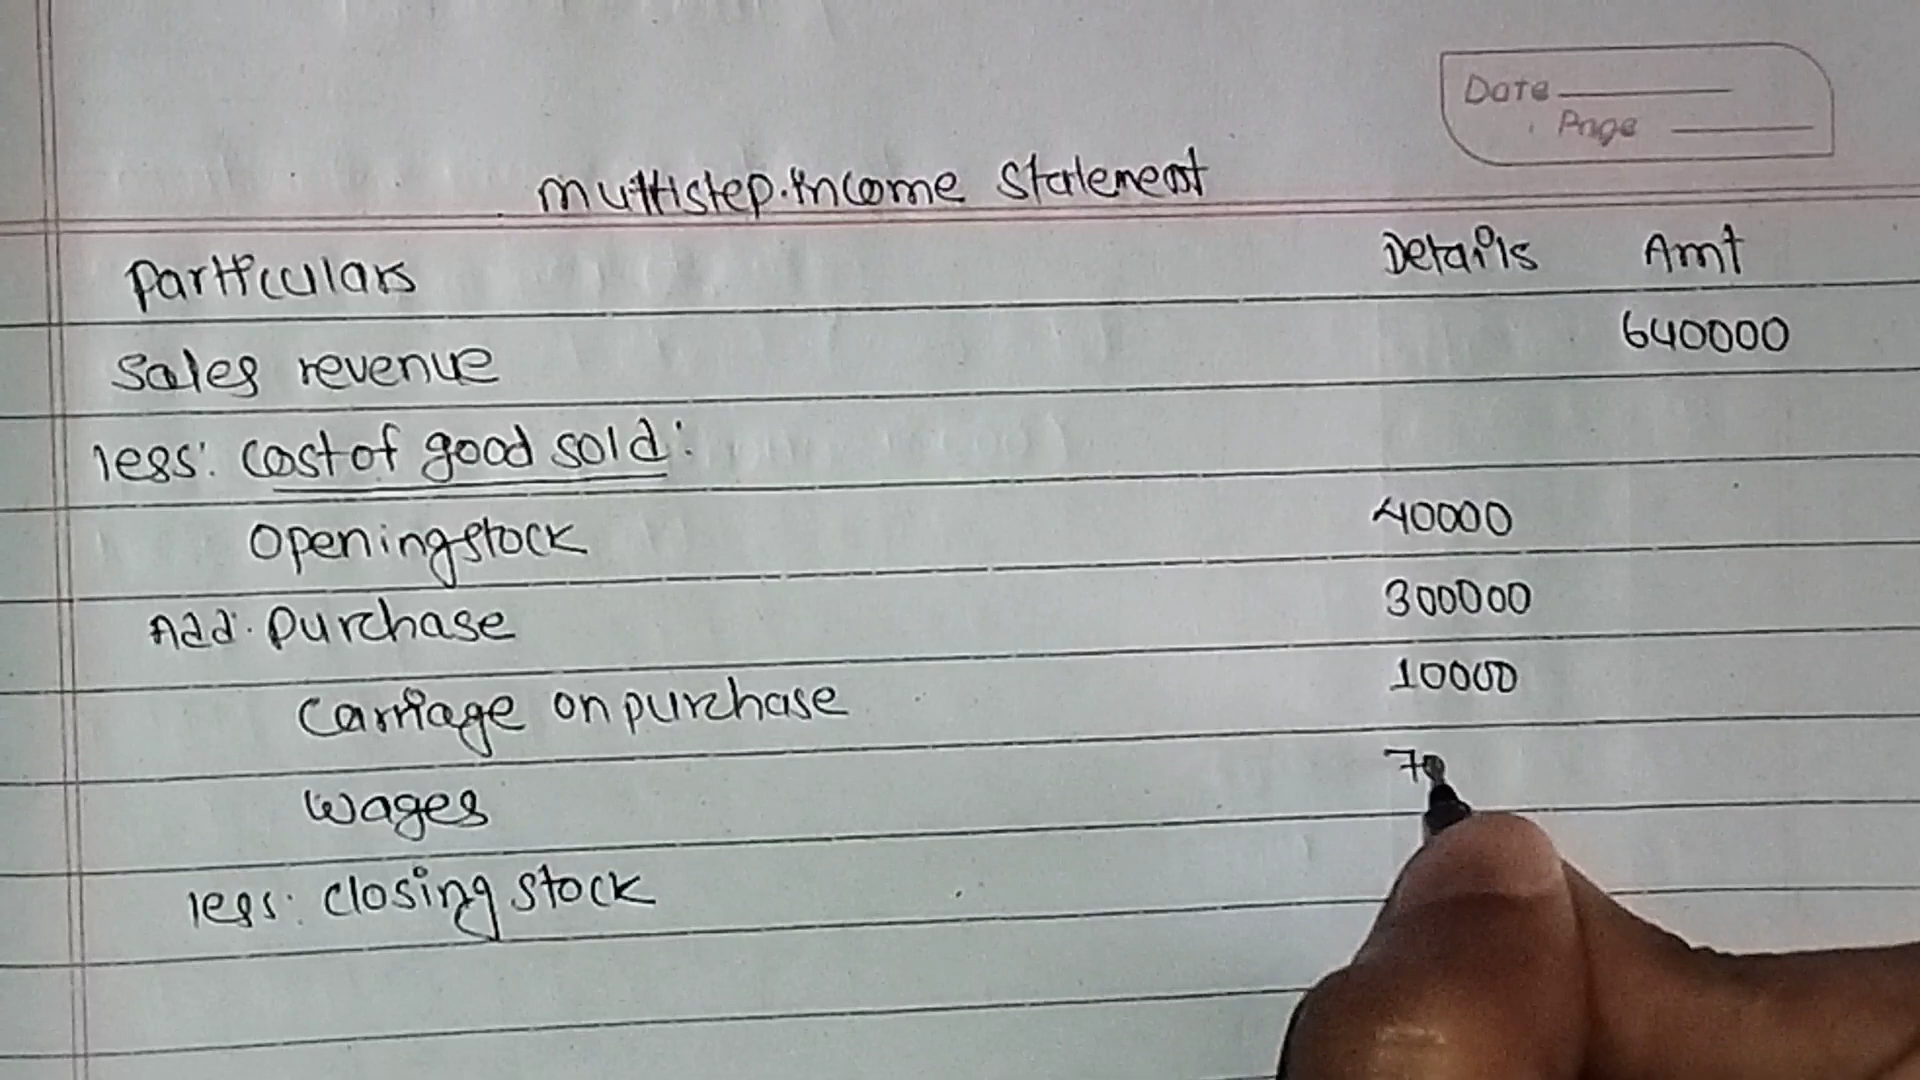 Date
Page
multistep income statement
Particulars Details Amt
Sales revenue 640000
less: Cost of good sold:
Opening stock 40000
Add: Purchase 300000
Carriage on purchase 10000
Wages 70
less: closing stock